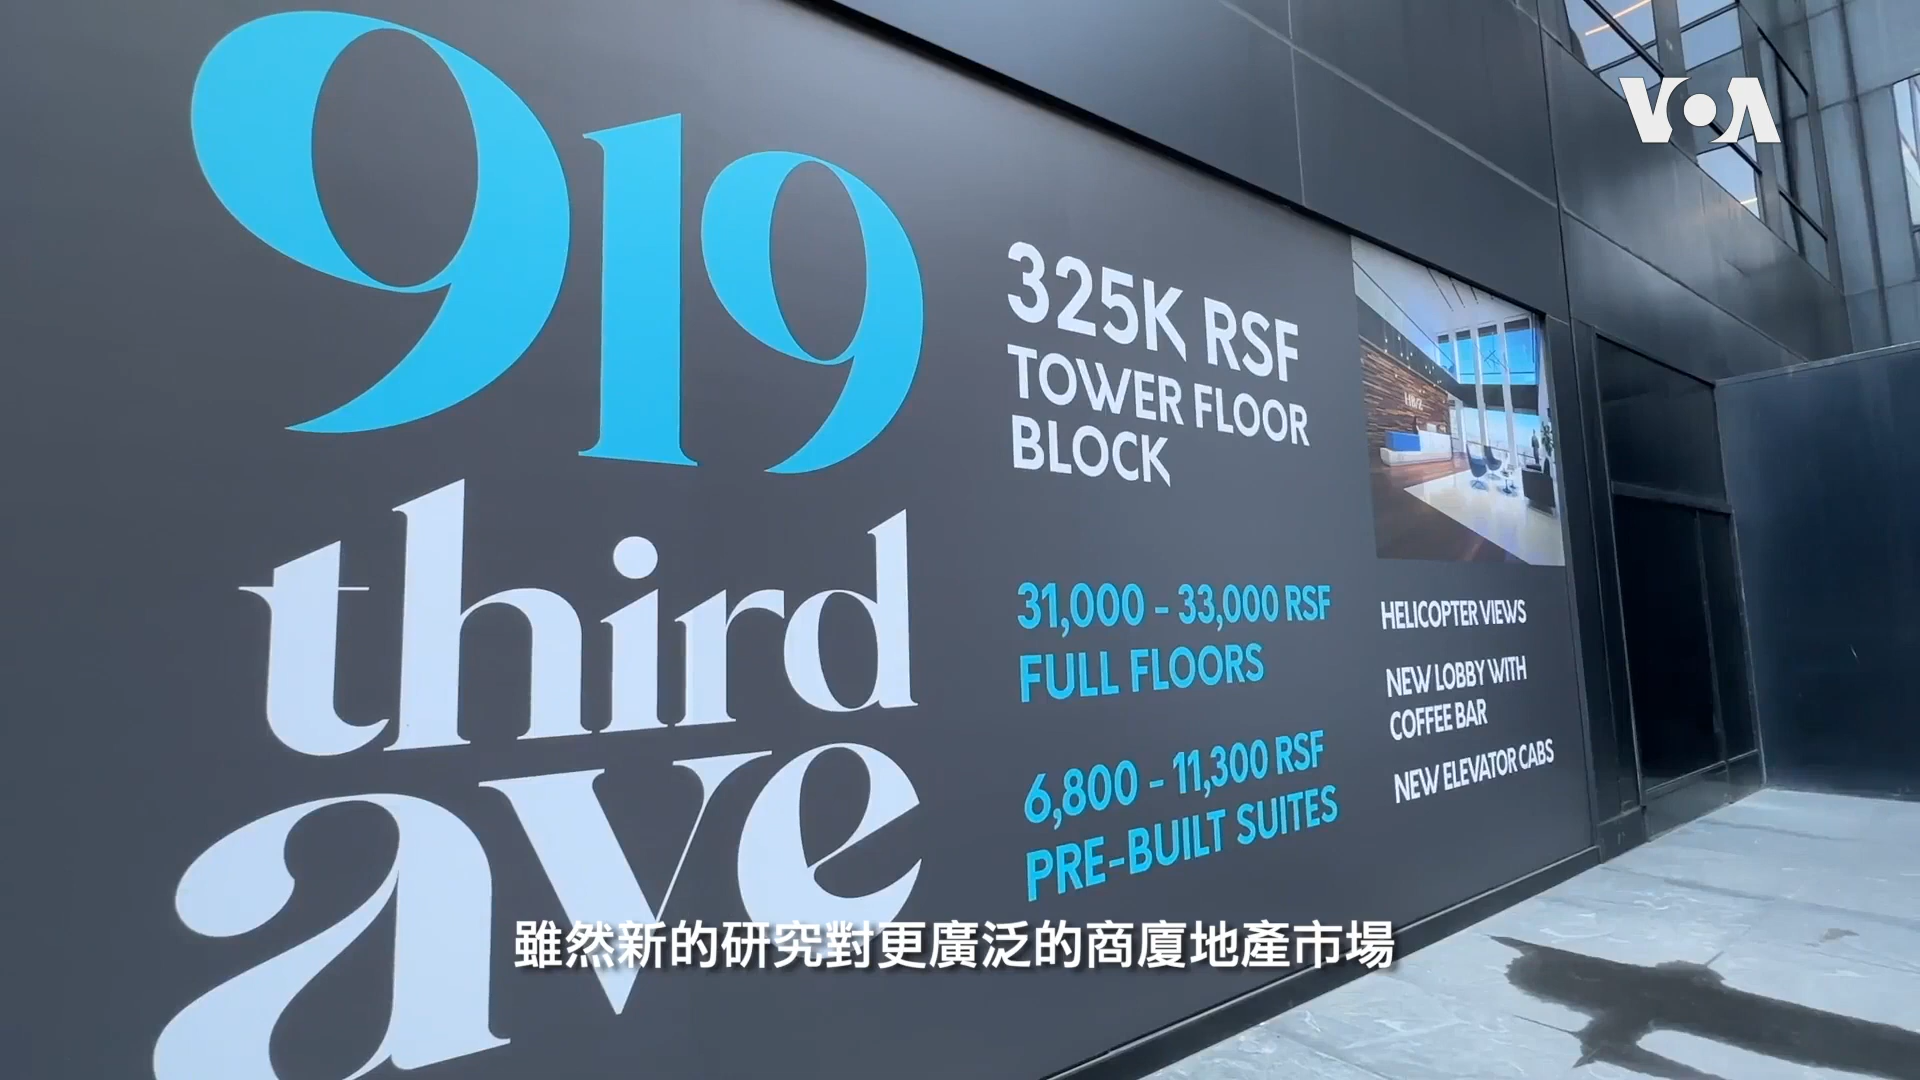 VOA
919
third
ave
325K RSF
TOWER FLOOR
BLOCK
31,000 - 33,000 RSF
FULL FLOORS
6,800 - 11,300 RSF
PRE-BUILT SUITES
HELICOPTER VIEWS
NEW LOBBY WITH
COFFEE BAR
NEW ELEVATOR CABS
雖然新的研究對更廣泛的商廈地產市場